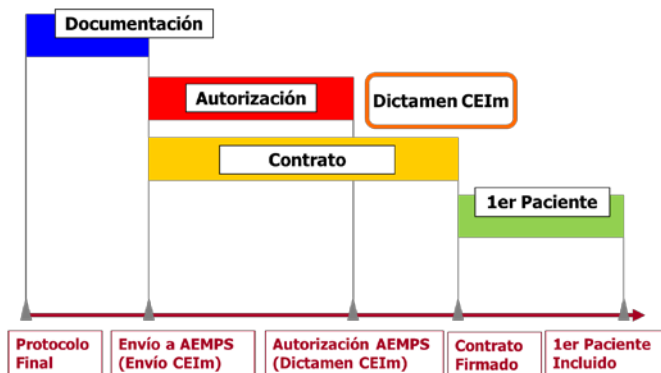 Documentación
Autorización
Dictamen CEIm
Contrato
1er Paciente
Protocolo
Final
Envío a AEMPS
(Envío CEIm)
Autorización AEMPS
(Dictamen CEIm)
Contrato
Firmado
1er Paciente
Incluido